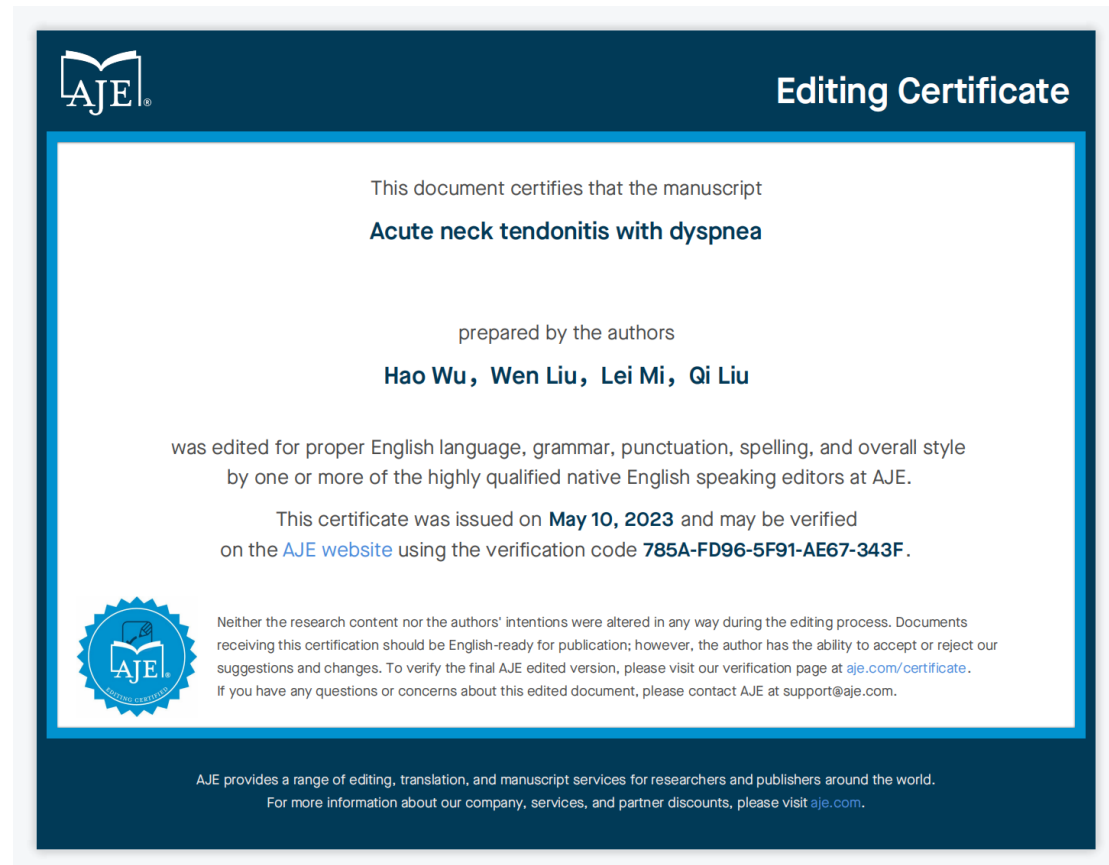 AJE®
Editing Certificate
This document certifies that the manuscript
Acute neck tendonitis with dyspnea
prepared by the authors
Hao Wu，Wen Liu，Lei Mi，Qi Liu
was edited for proper English language, grammar, punctuation, spelling, and overall style
by one or more of the highly qualified native English speaking editors at AJE.
This certificate was issued on May 10, 2023 and may be verified
on the AJE website using the verification code 785A-FD96-5F91-AE67-343F.
Neither the research content nor the authors' intentions were altered in any way during the editing process. Documents
receiving this certification should be English-ready for publication; however, the author has the ability to accept or reject our
suggestions and changes. To verify the final AJE edited version, please visit our verification page at aje.com/certificate.
If you have any questions or concerns about this edited document, please contact AJE at support@aje.com.
AJE®
EDITING CERTIFIED
AJE provides a range of editing, translation, and manuscript services for researchers and publishers around the world.
For more information about our company, services, and partner discounts, please visit aje.com.